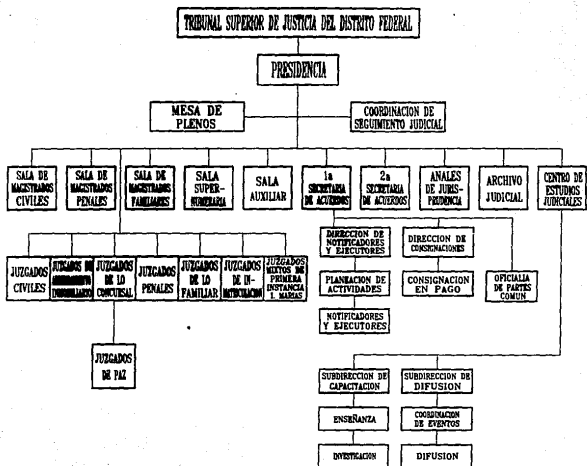 TRIBUNAL SUPERIOR DE JUSTICIA DEL DISTRITO FEDERAL
PRESIDENCIA
MESA DE
PLENOS
COORDINACION DE
SEGUIMIENTO JUDICIAL
SALA DE
MAGISTRADOS
CIVILES
SALA DE
MAGISTRADOS
PENALES
SALA DE
MAGISTRADOS
FAMILIARES
SALA
SUPER-
NUMERARIA
SALA
AUXILIAR
1a
SECRETARIA
DE ACUERDOS
2a
SECRETARIA
DE ACUERDOS
ANALES
DE JURIS-
PRUDENCIA
ARCHIVO
JUDICIAL
CENTRO DE
ESTUDIOS
JUDICIALES
JUZGADOS
CIVILES
JUZGADOS DE
INMOBILIARIO
JUZGADOS
DE LO
CONCURSAL
JUZGADOS
PENALES
JUZGADOS
DE LO
FAMILIAR
JUZGADOS
DE IN-
MATRICULACION
JUZGADOS
MIXTOS DE
PRIMERA
INSTANCIA
I. MARIAS
JUZGADOS
DE PAZ
DIRECCION DE
NOTIFICADORES
Y EJECUTORES
PLANEACION DE
ACTIVIDADES
NOTIFICADORES
Y EJECUTORES
DIRECCION DE
CONSIGNACIONES
CONSIGNACION
EN PAGO
OFICIALIA
DE PARTES
COMUN
SUBDIRECCION DE
CAPACITACION
ENSEÑANZA
INVESTIGACION
SUBDIRECCION DE
DIFUSION
COORDINACION
DE EVENTOS
DIFUSION